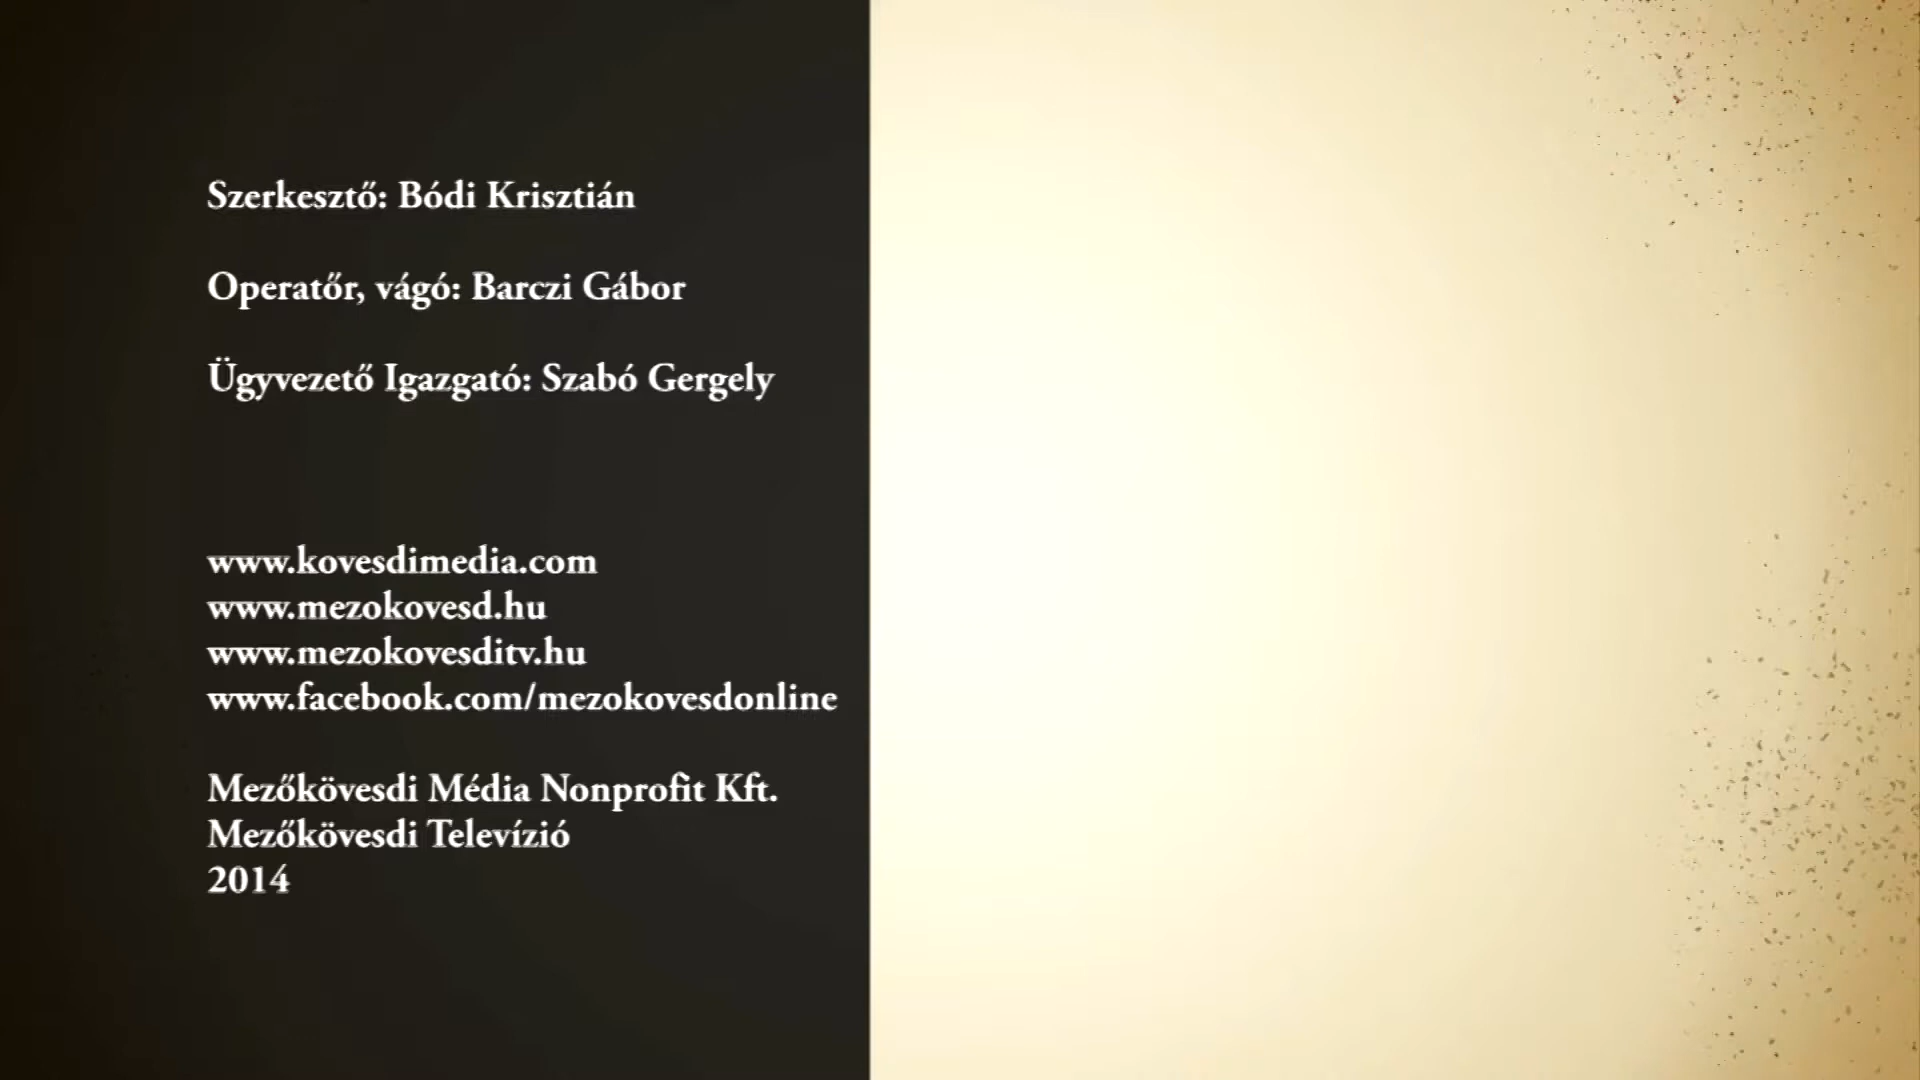 Szerkesztő: Bódi Krisztián
Operatőr, vágó: Barczi Gábor
Ügyvezető Igazgató: Szabó Gergely
www.kovesdimedia.com
www.mezokovesd.hu
www.mezokovesditv.hu
www.facebook.com/mezokovesdonline
Mezőkövesdi Média Nonprofit Kft.
Mezőkövesdi Televízió
2014